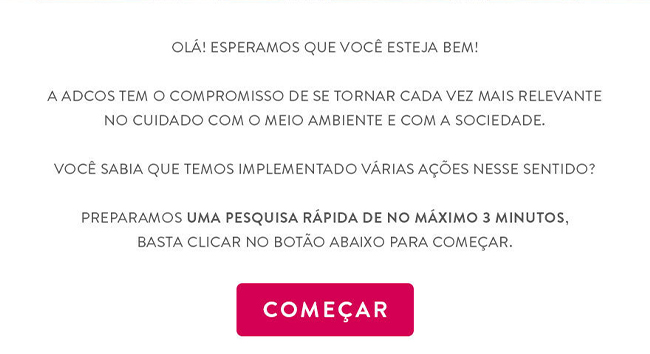 OLÁ! ESPERAMOS QUE VOCÊ ESTEJA BEM!
A ADCOS TEM O COMPROMISSO DE SE TORNAR CADA VEZ MAIS RELEVANTE
NO CUIDADO COM O MEIO AMBIENTE E COM A SOCIEDADE.
VOCÊ SABIA QUE TEMOS IMPLEMENTADO VÁRIAS AÇÕES NESSE SENTIDO?
PREPARAMOS UMA PESQUISA RÁPIDA DE NO MÁXIMO 3 MINUTOS,
BASTA CLICAR NO BOTÃO ABAIXO PARA COMEÇAR.
COMEÇAR